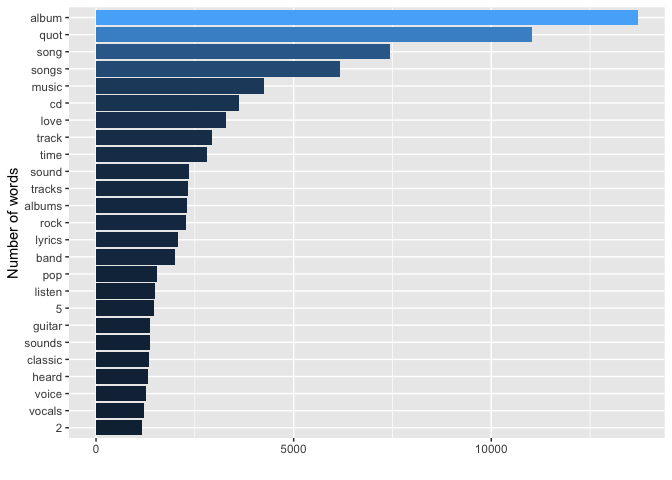 album
quot
song
songs
music
cd
love
track
time
sound
tracks
albums
rock
lyrics
band
pop
listen
5
guitar
sounds
classic
heard
voice
vocals
2
Number of words
0 5000 10000